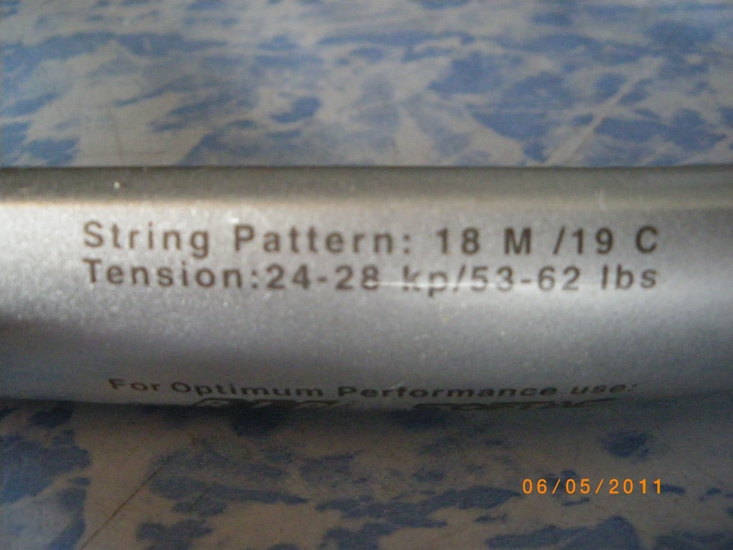 String Pattern: 18 M /19 C
Tension:24-28 kp/53-62 lbs
For Optimum Performance use:
06/05/2011